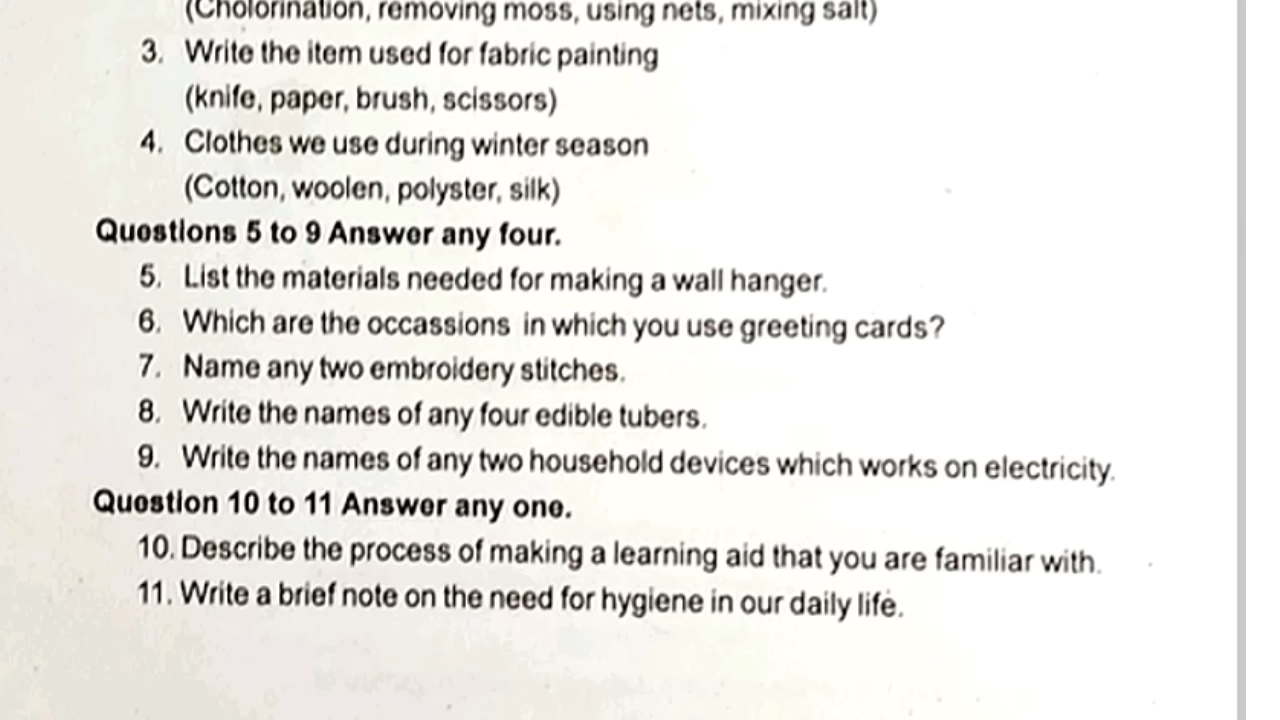 (Cholorination, removing moss, using nets, mixing salt)
3. Write the item used for fabric painting
(knife, paper, brush, scissors)
4. Clothes we use during winter season
(Cotton, woolen, polyster, silk)
Questions 5 to 9 Answer any four.
5. List the materials needed for making a wall hanger.
6. Which are the occassions in which you use greeting cards?
7. Name any two embroidery stitches.
8. Write the names of any four edible tubers.
9. Write the names of any two household devices which works on electricity.
Question 10 to 11 Answer any one.
10. Describe the process of making a learning aid that you are familiar with.
11. Write a brief note on the need for hygiene in our daily life.